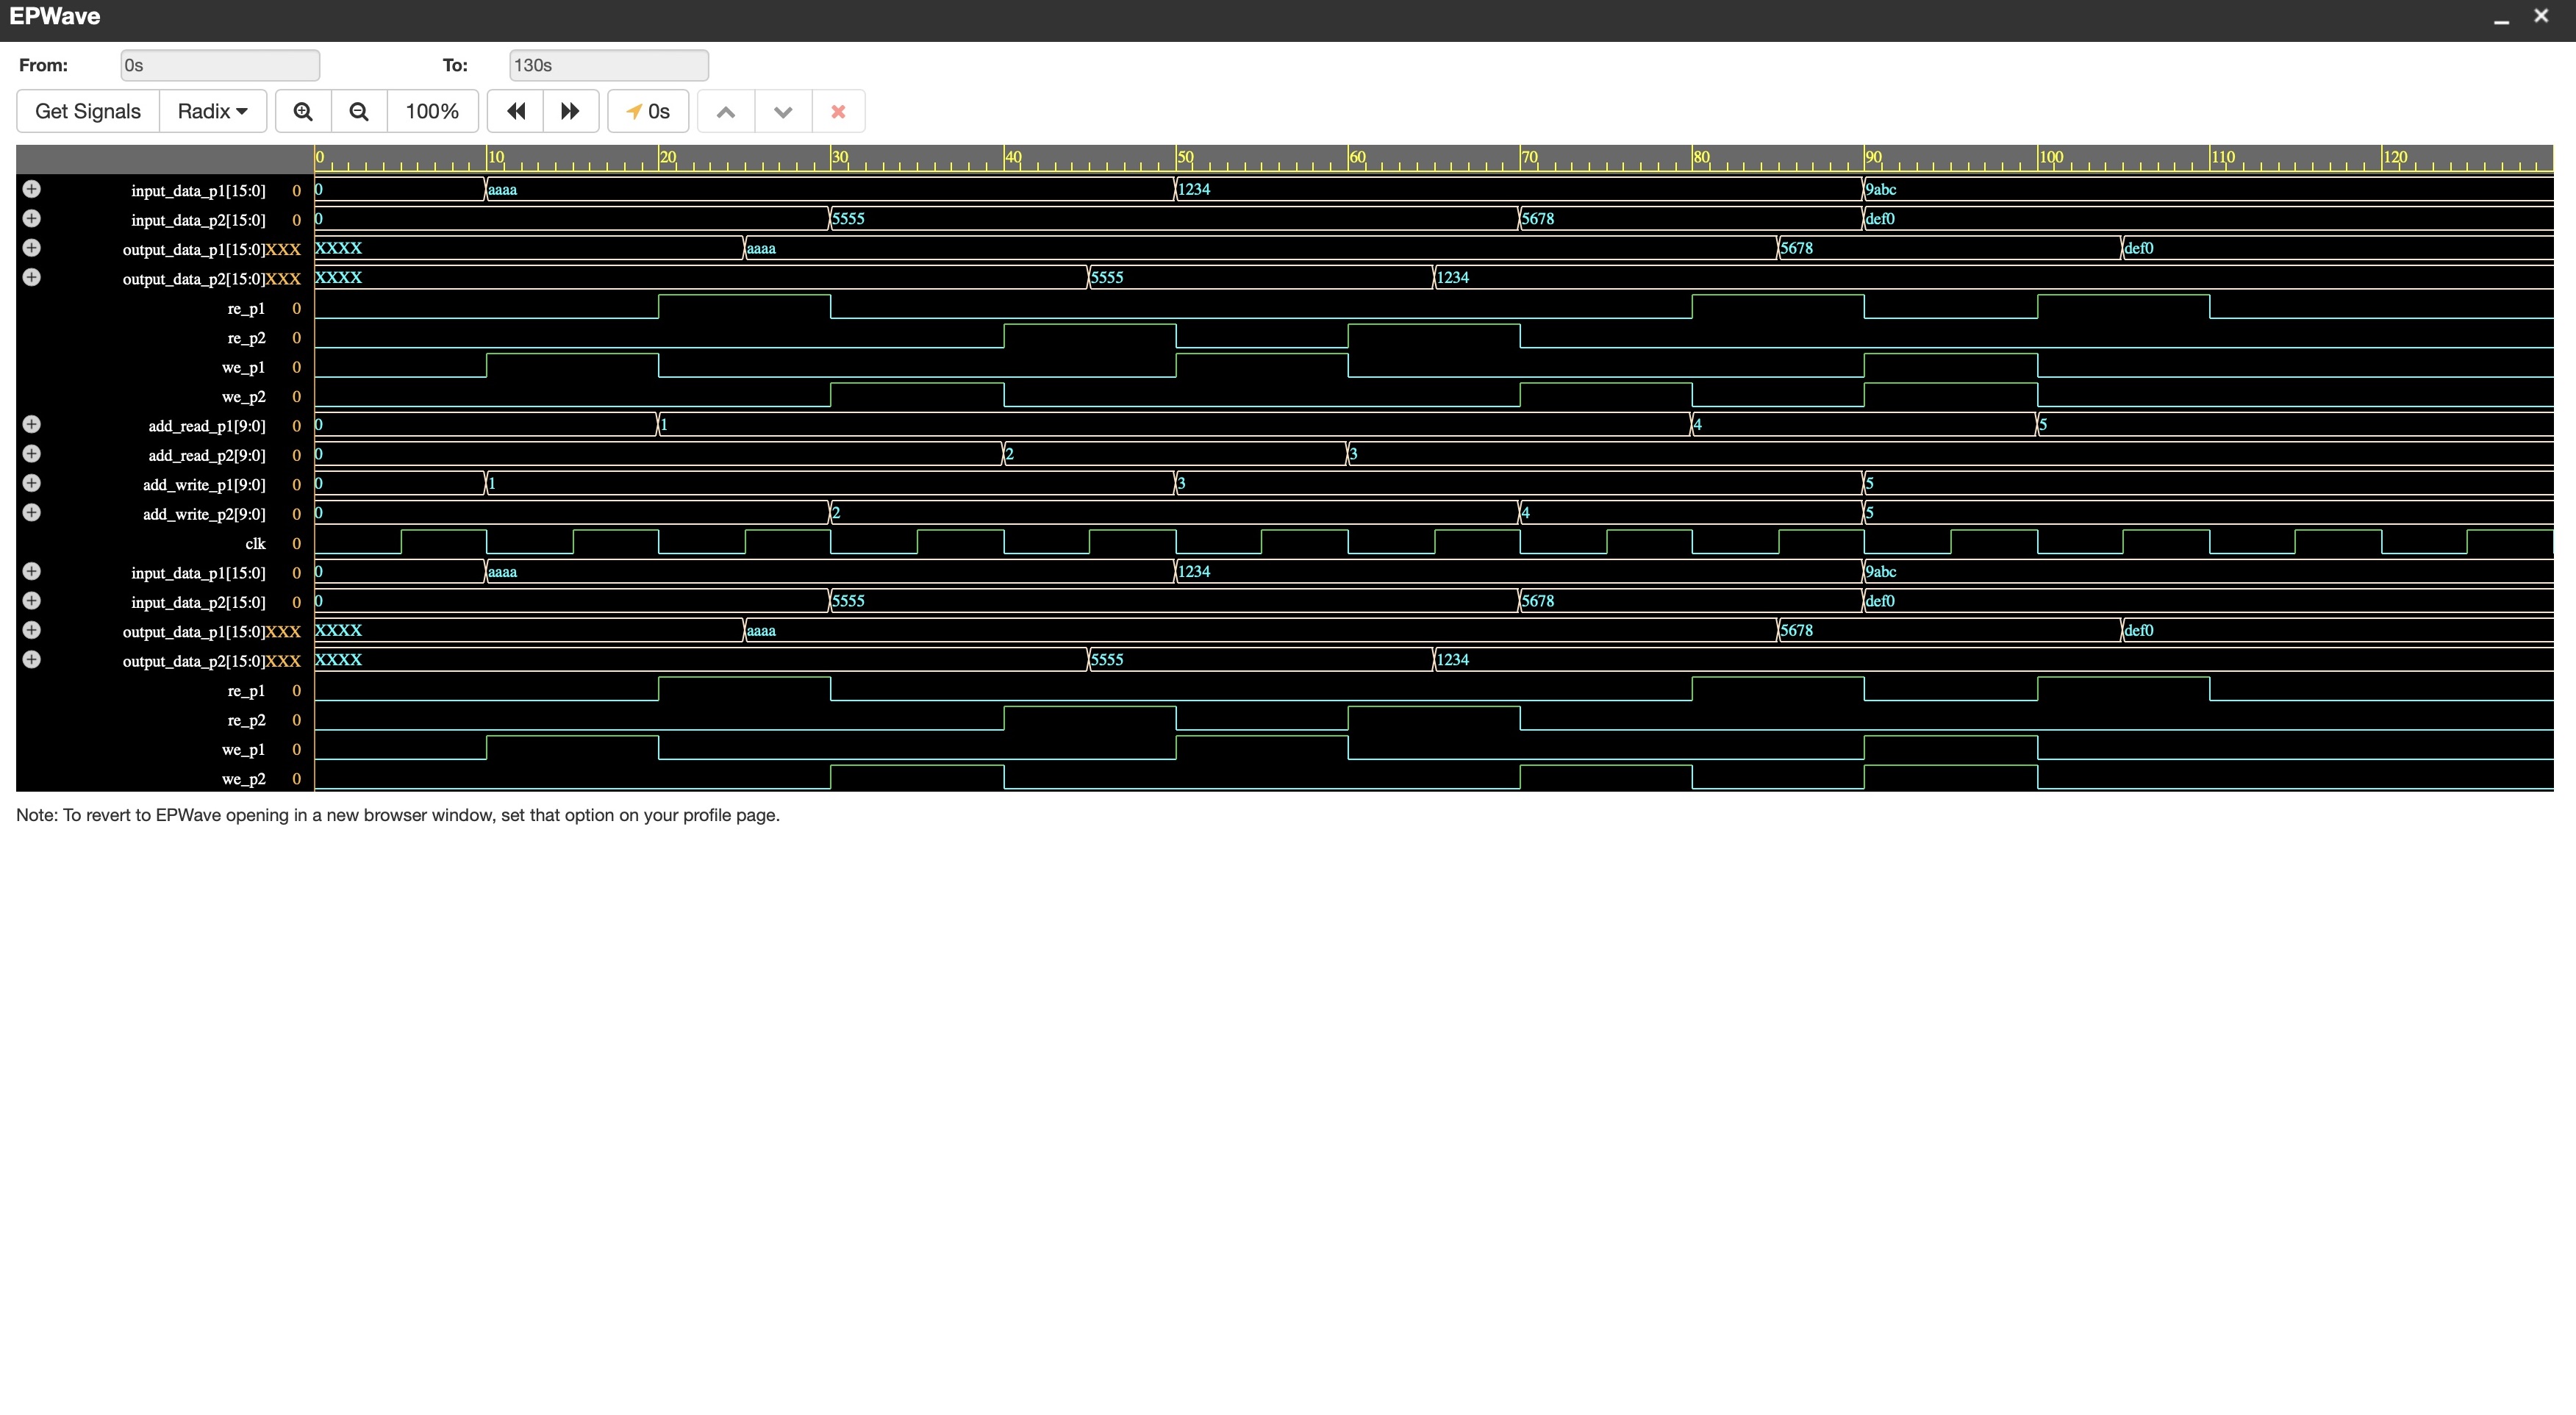 EPWave
From: 0s To: 130s
Get Signals Radix 100% 0s
0 10 20 30 40 50 60 70 80 90 100 110 120
input_data_p1[15:0] 0 0 aaaa 1234 9abc
input_data_p2[15:0] 0 0 5555 5678 def0
output_data_p1[15:0]XXX XXXX aaaa 5678 def0
output_data_p2[15:0]XXX XXXX 5555 1234
re_p1 0
re_p2 0
we_p1 0
we_p2 0
add_read_p1[9:0] 0 0 1 4 5
add_read_p2[9:0] 0 0 2 3
add_write_p1[9:0] 0 0 1 3 5
add_write_p2[9:0] 0 0 2 4 5
clk 0
input_data_p1[15:0] 0 0 aaaa 1234 9abc
input_data_p2[15:0] 0 0 5555 5678 def0
output_data_p1[15:0]XXX XXXX aaaa 5678 def0
output_data_p2[15:0]XXX XXXX 5555 1234
re_p1 0
re_p2 0
we_p1 0
we_p2 0
Note: To revert to EPWave opening in a new browser window, set that option on your profile page.